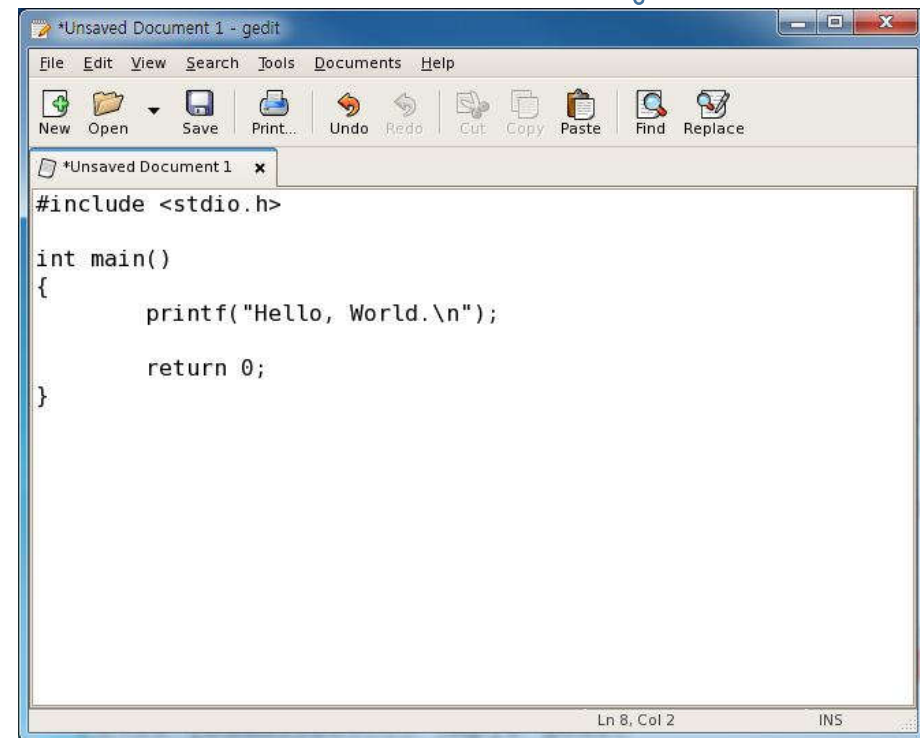 *Unsaved Document 1 - gedit
File Edit View Search Tools Documents Help
New Open Save Print... Undo Redo Cut Copy Paste Find Replace
*Unsaved Document 1
#include <stdio.h>
int main()
{
printf("Hello, World.\n");
return 0;
}
Ln 8, Col 2 INS